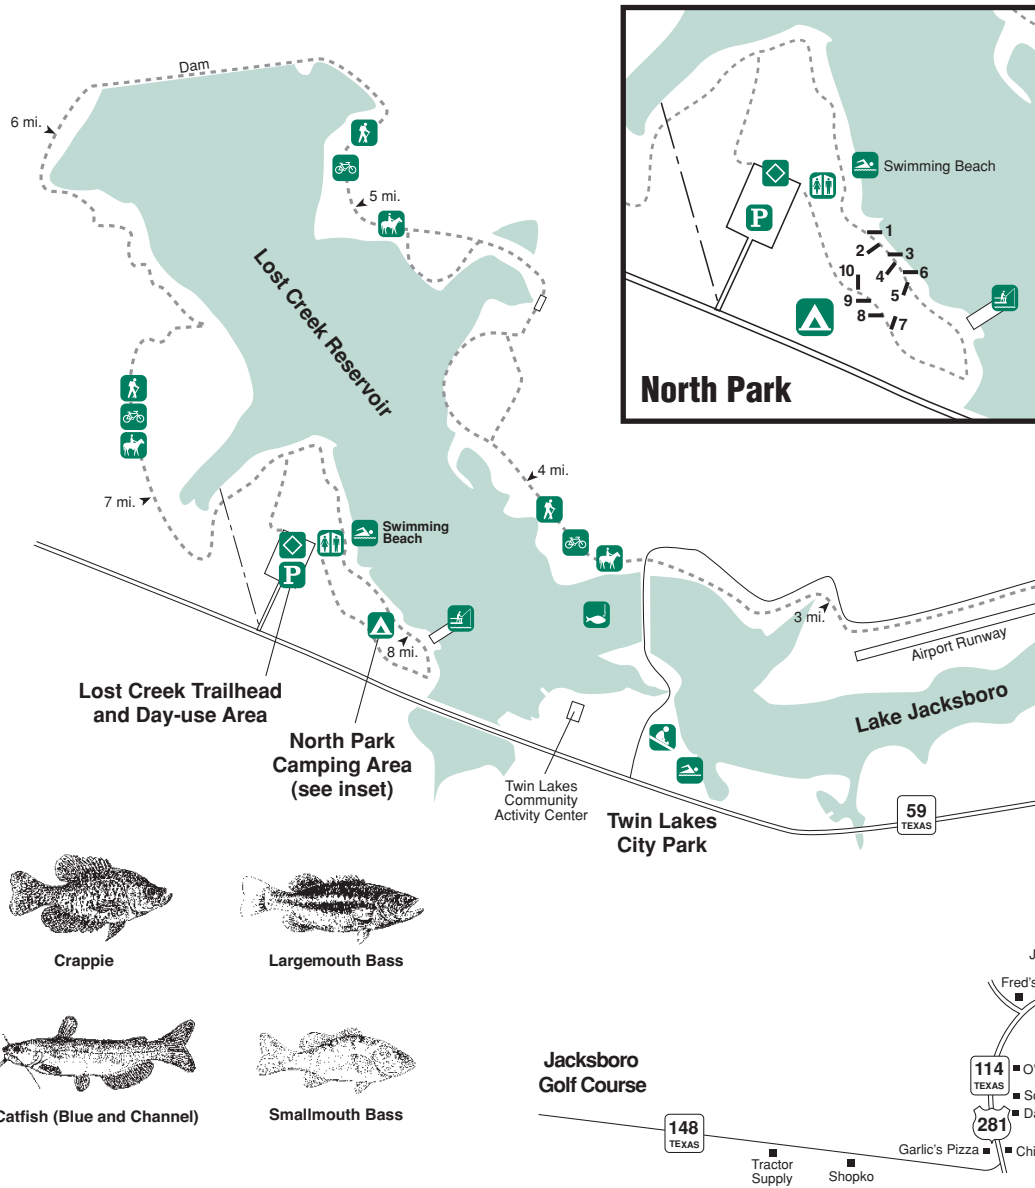 Dam
6 mi.
5 mi.
Lost Creek Reservoir
4 mi.
7 mi.
Swimming
Beach
P
8 mi.
3 mi.
Airport Runway
Lake Jacksboro
Lost Creek Trailhead
and Day-use Area
North Park
Camping Area
(see inset)
Twin Lakes
Community
Activity Center
Twin Lakes
City Park
59
TEXAS
Swimming Beach
P
1
2
3
4
5
6
7
8
9
10
North Park
Crappie
Largemouth Bass
Catfish (Blue and Channel)
Smallmouth Bass
Jacksboro
Golf Course
148
TEXAS
Tractor
Supply
Shopko
Garlic's Pizza
Fred's
114
TEXAS
281